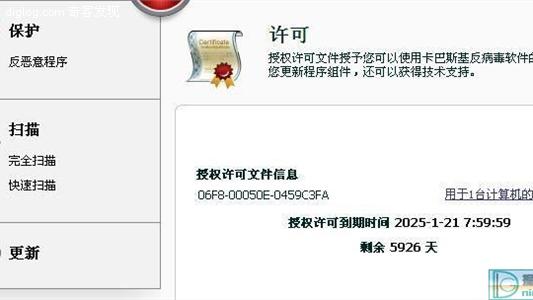 diglog.com 奇客发现
保护
反恶意程序
扫描
完全扫描
快速扫描
更新
许可
授权许可文件授予您可以使用卡巴斯基反病毒软件的
您更新程序组件，还可以获得技术支持。
Certificate
授权许可文件信息
06F8-00050E-0459C3FA
用于1台计算机的
授权许可到期时间 2025-1-21 7:59:59
剩余 5926 天